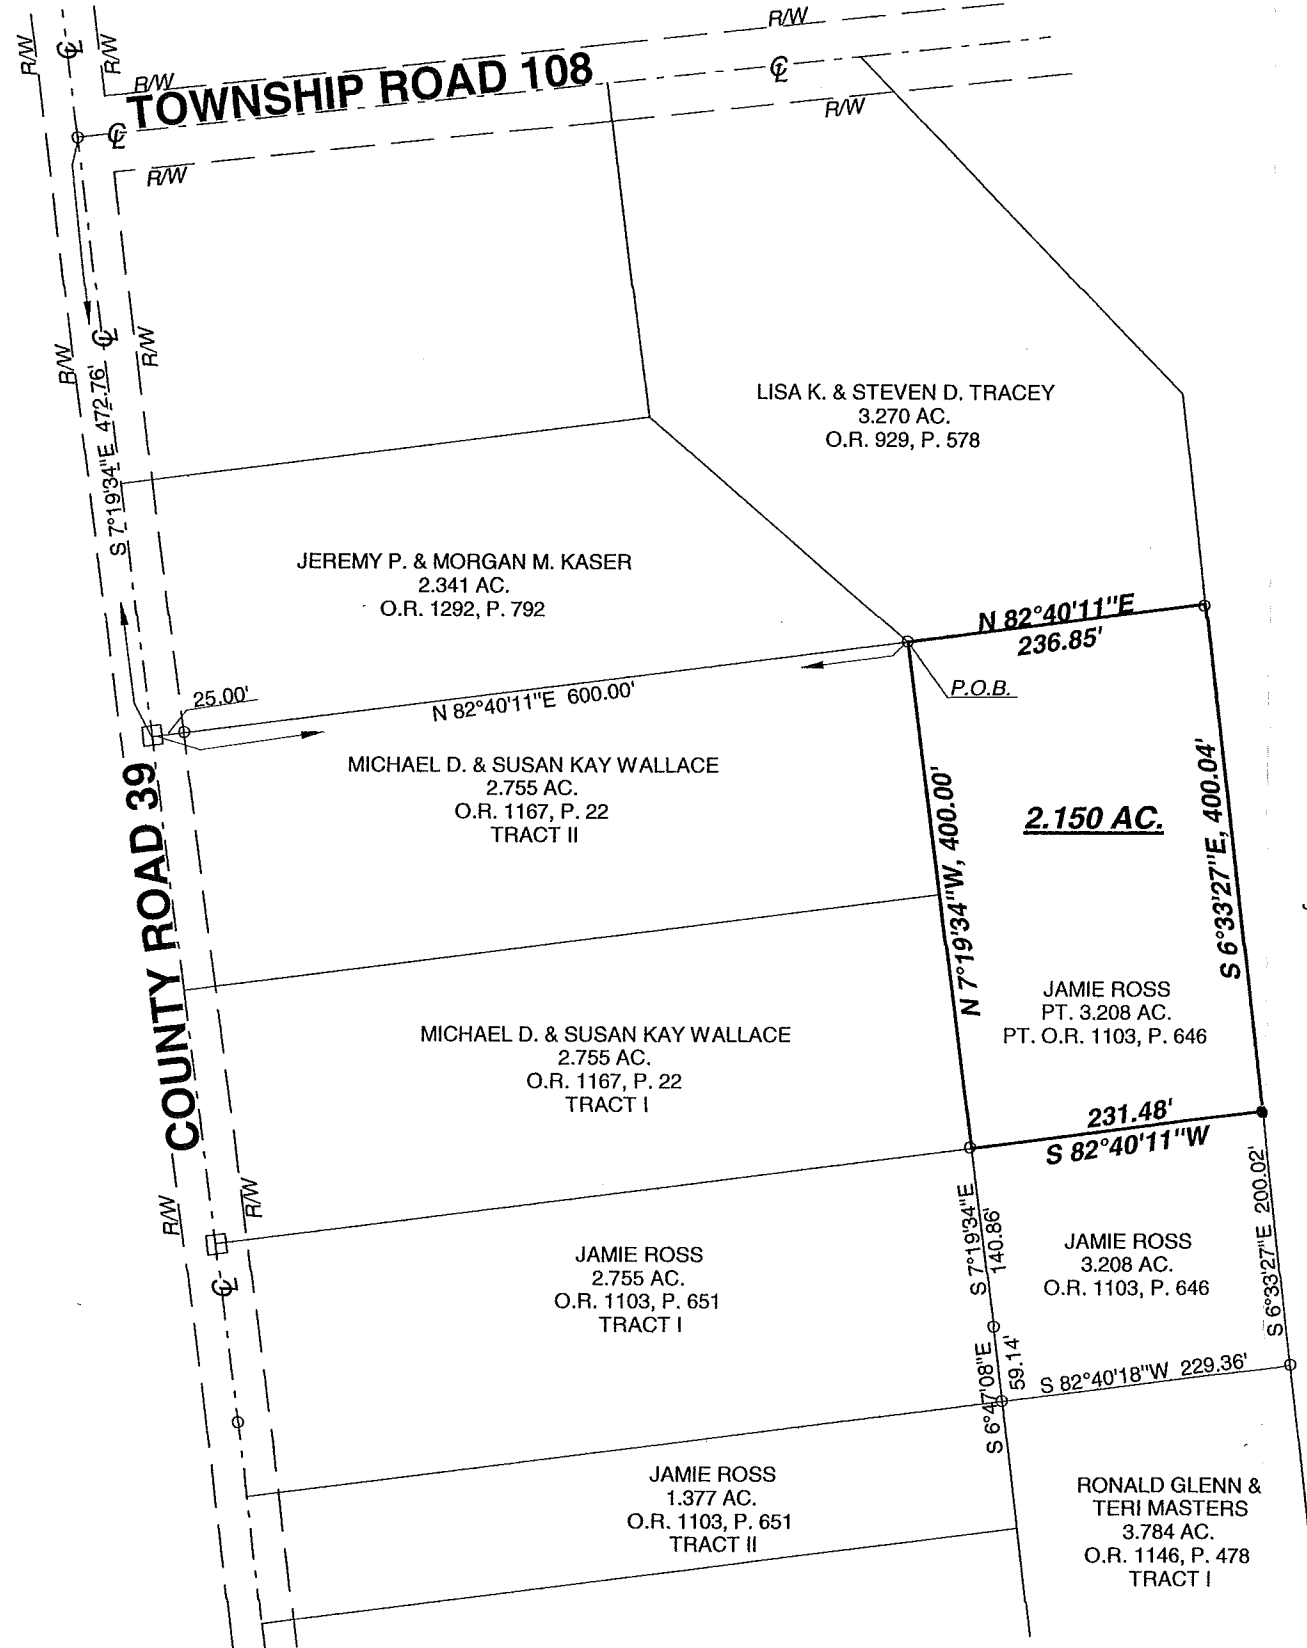 R/W
℄
R/W
R/W
R/W
℄
TOWNSHIP ROAD 108
℄
R/W
R/W
R/W
R/W
℄
S 7°19'34"E 472.76'
LISA K. & STEVEN D. TRACEY
3.270 AC.
O.R. 929, P. 578
JEREMY P. & MORGAN M. KASER
2.341 AC.
O.R. 1292, P. 792
N 82°40'11"E
236.85'
P.O.B.
25.00'
N 82°40'11"E 600.00'
MICHAEL D. & SUSAN KAY WALLACE
2.755 AC.
O.R. 1167, P. 22
TRACT II
COUNTY ROAD 39
N 7°19'34"W, 400.00'
2.150 AC.
S 6°33'27"E, 400.04'
JAMIE ROSS
PT. 3.208 AC.
PT. O.R. 1103, P. 646
MICHAEL D. & SUSAN KAY WALLACE
2.755 AC.
O.R. 1167, P. 22
TRACT I
231.48'
S 82°40'11"W
R/W
R/W
℄
JAMIE ROSS
2.755 AC.
O.R. 1103, P. 651
TRACT I
S 7°19'34"E
140.86'
JAMIE ROSS
3.208 AC.
O.R. 1103, P. 646
S 6°33'27"E 200.02'
S 6°47'08"E
59.14'
S 82°40'18"W 229.36'
JAMIE ROSS
1.377 AC.
O.R. 1103, P. 651
TRACT II
RONALD GLENN &
TERI MASTERS
3.784 AC.
O.R. 1146, P. 478
TRACT I